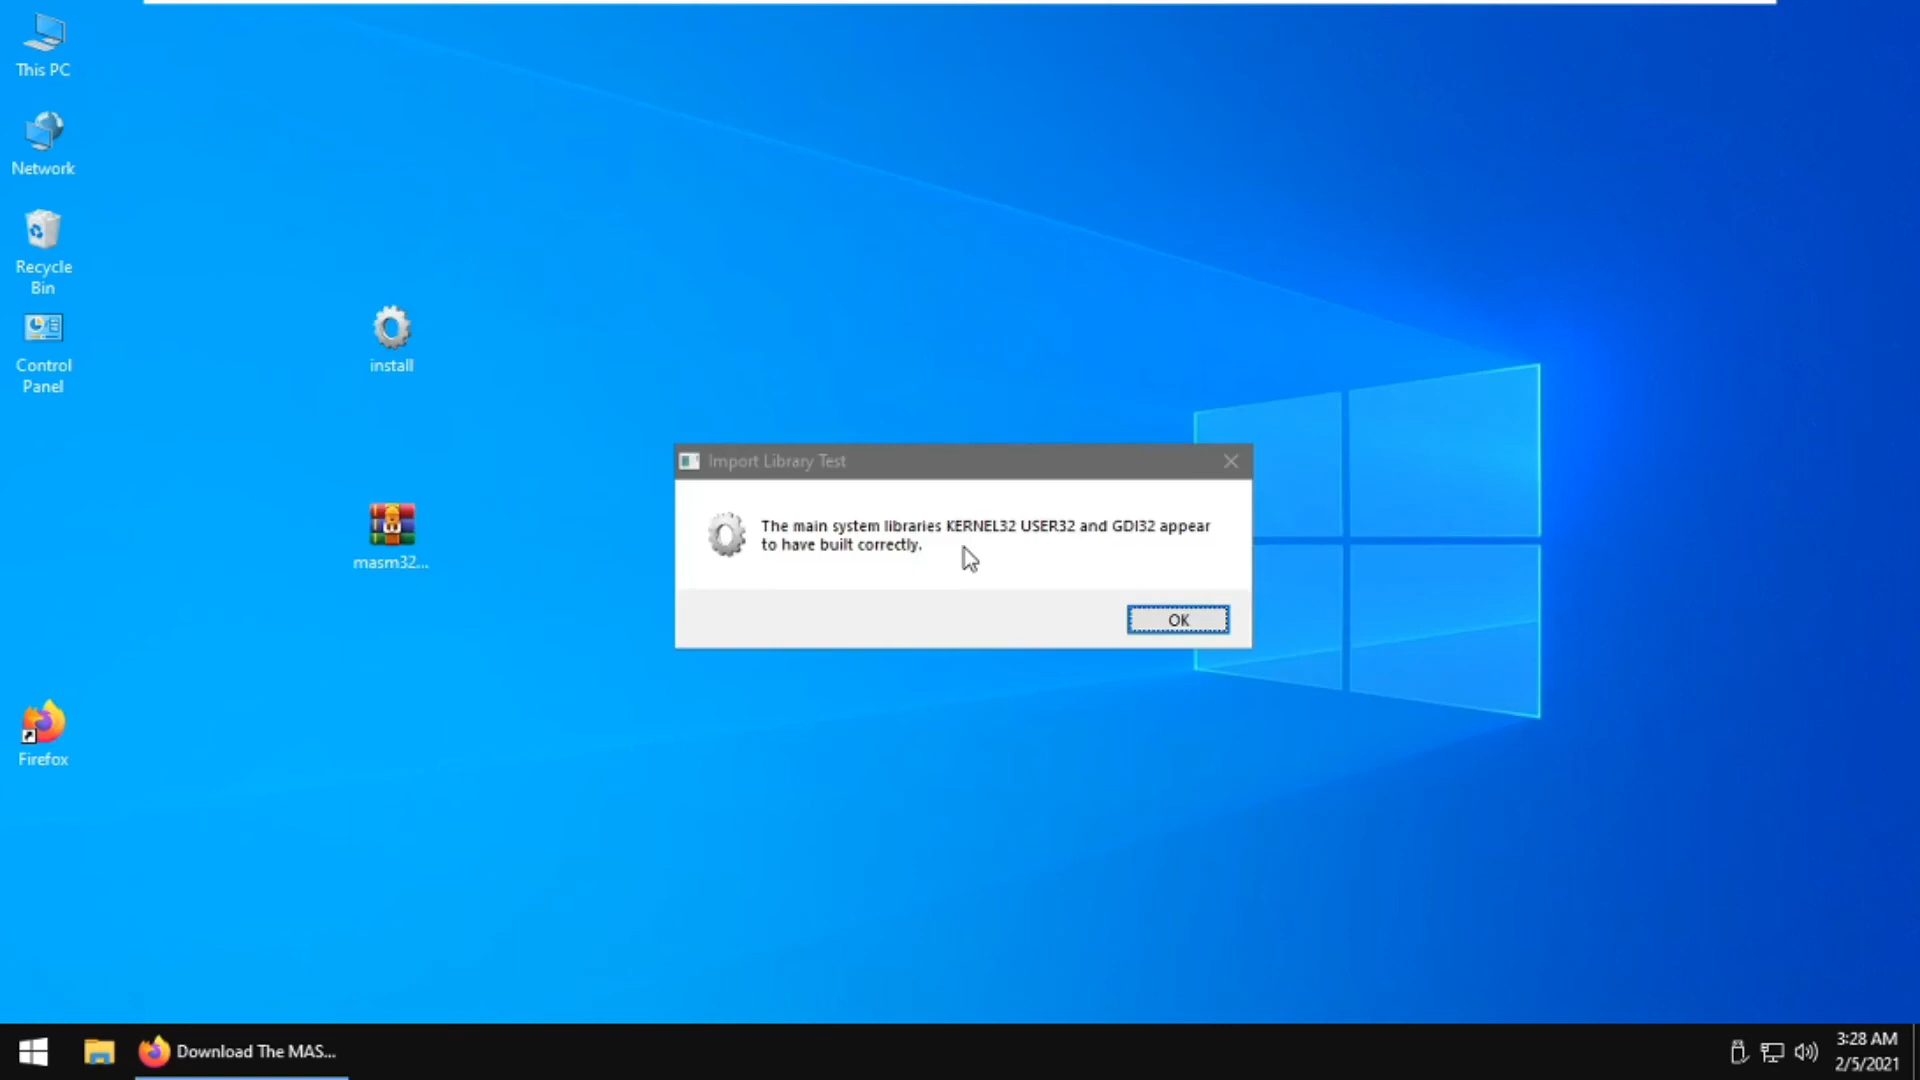 This PC
Network
Recycle
Bin
Control
Panel
install
masm32...
Firefox
Import Library Test
The main system libraries KERNEL32 USER32 and GDI32 appear
to have built correctly.
OK
Download The MAS...
3:28 AM
2/5/2021